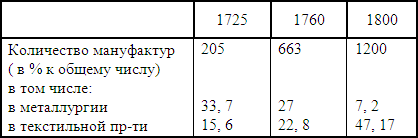 1725 1760 1800
Количество мануфактур 205 663 1200
( в % к общему числу)
в том числе:
в металлургии 33, 7 27 7, 2
в текстильной пр-ти 15, 6 22, 8 47, 17